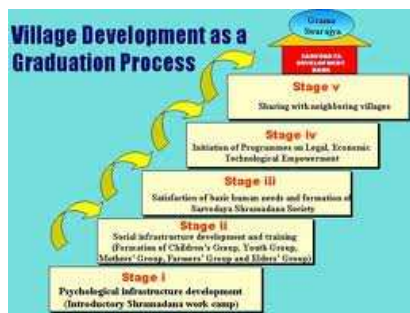 Village Development as a
Graduation Process
Grama
Swarajya
SARVODAYA
DEVELOPMENT
BANK
Stage v
Sharing with neighboring villages
Stage iv
Initiation of Programmes on Legal, Economic
Technological Empowerment
Stage iii
Satisfaction of basic human needs and formation of
Sarvodaya Shramadana Society
Stage ii
Social infrastructure development and training
(Formation of Children's Group, Youth Group,
Mothers' Group, Farmers' Group and Elders' Group)
Stage i
Psychological infrastructure development
(Introductory Shramadana work camp)